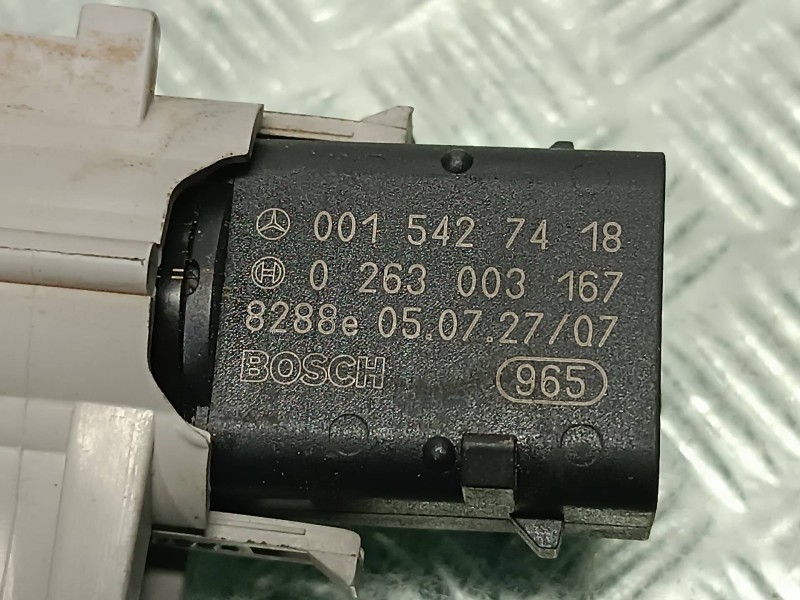 001 542 74 18
0 263 003 167
8288e 05.07.27/07
BOSCH 965